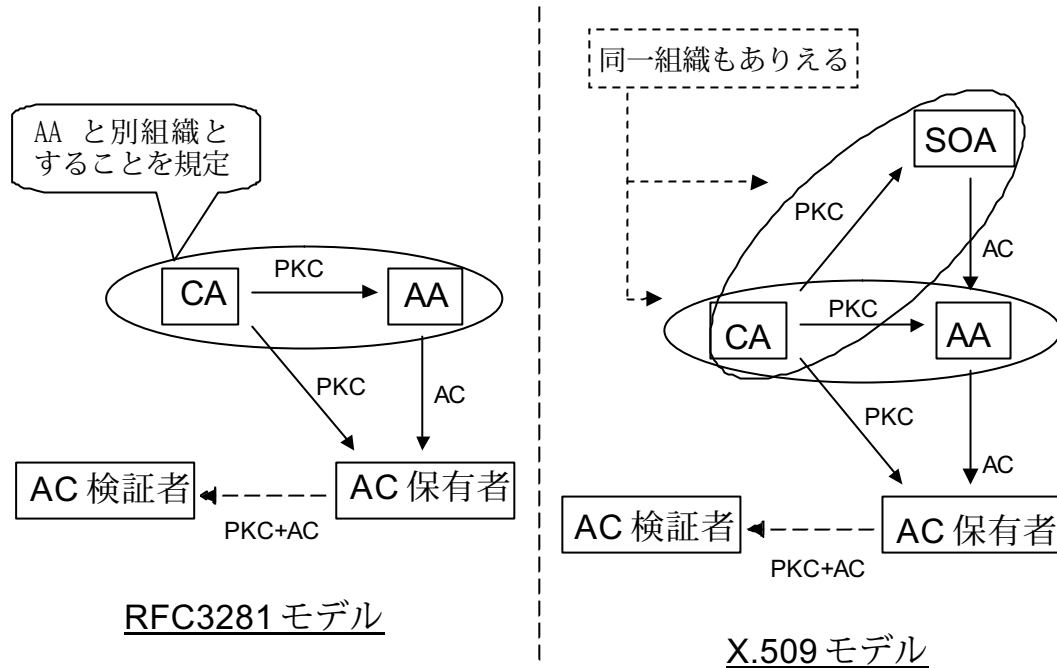 AA と別組織と
することを規定
CA
PKC
AA
PKC
AC
AC 検証者
AC 保有者
PKC+AC
RFC3281 モデル
同一組織もありえる
SOA
PKC
AC
CA
PKC
AA
PKC
AC
AC 検証者
AC 保有者
PKC+AC
X.509 モデル